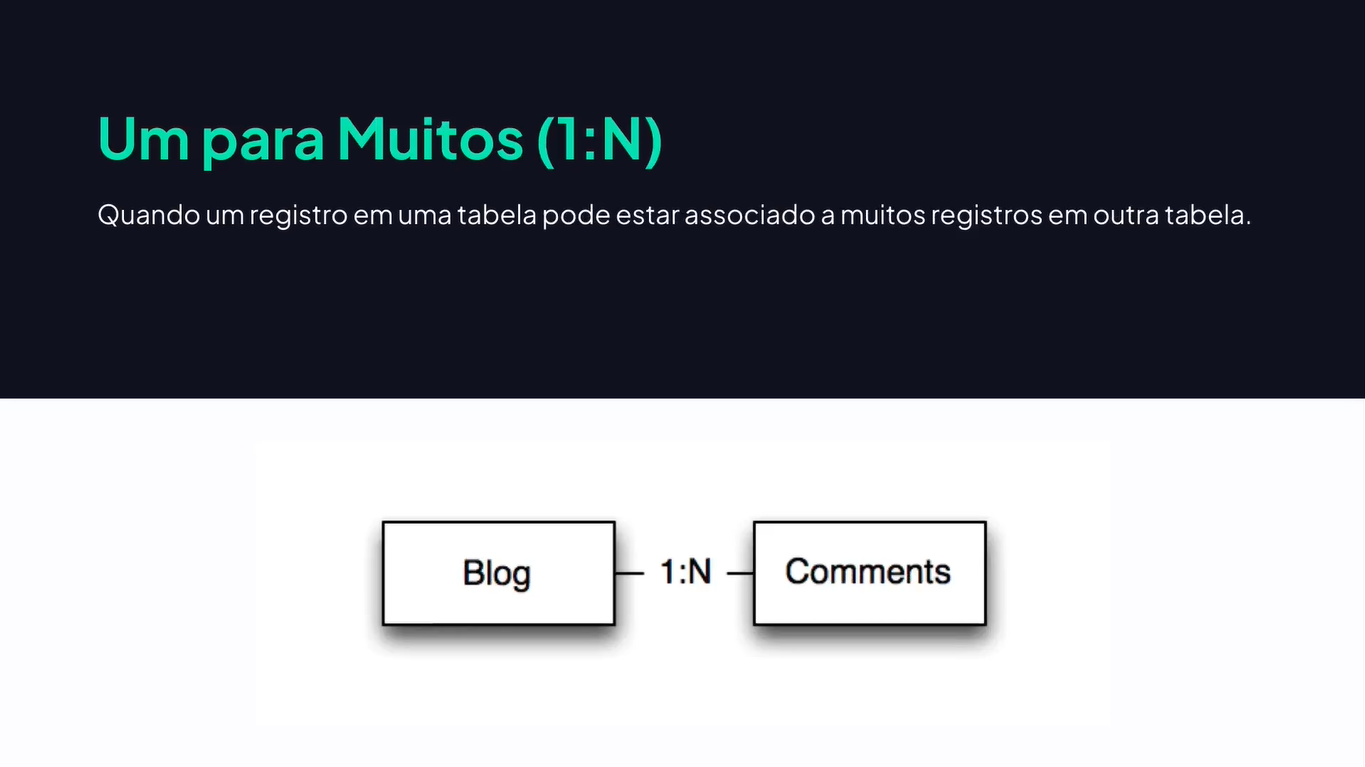 Um para Muitos (1:N)
Quando um registro em uma tabela pode estar associado a muitos registros em outra tabela.
Blog
1:N
Comments